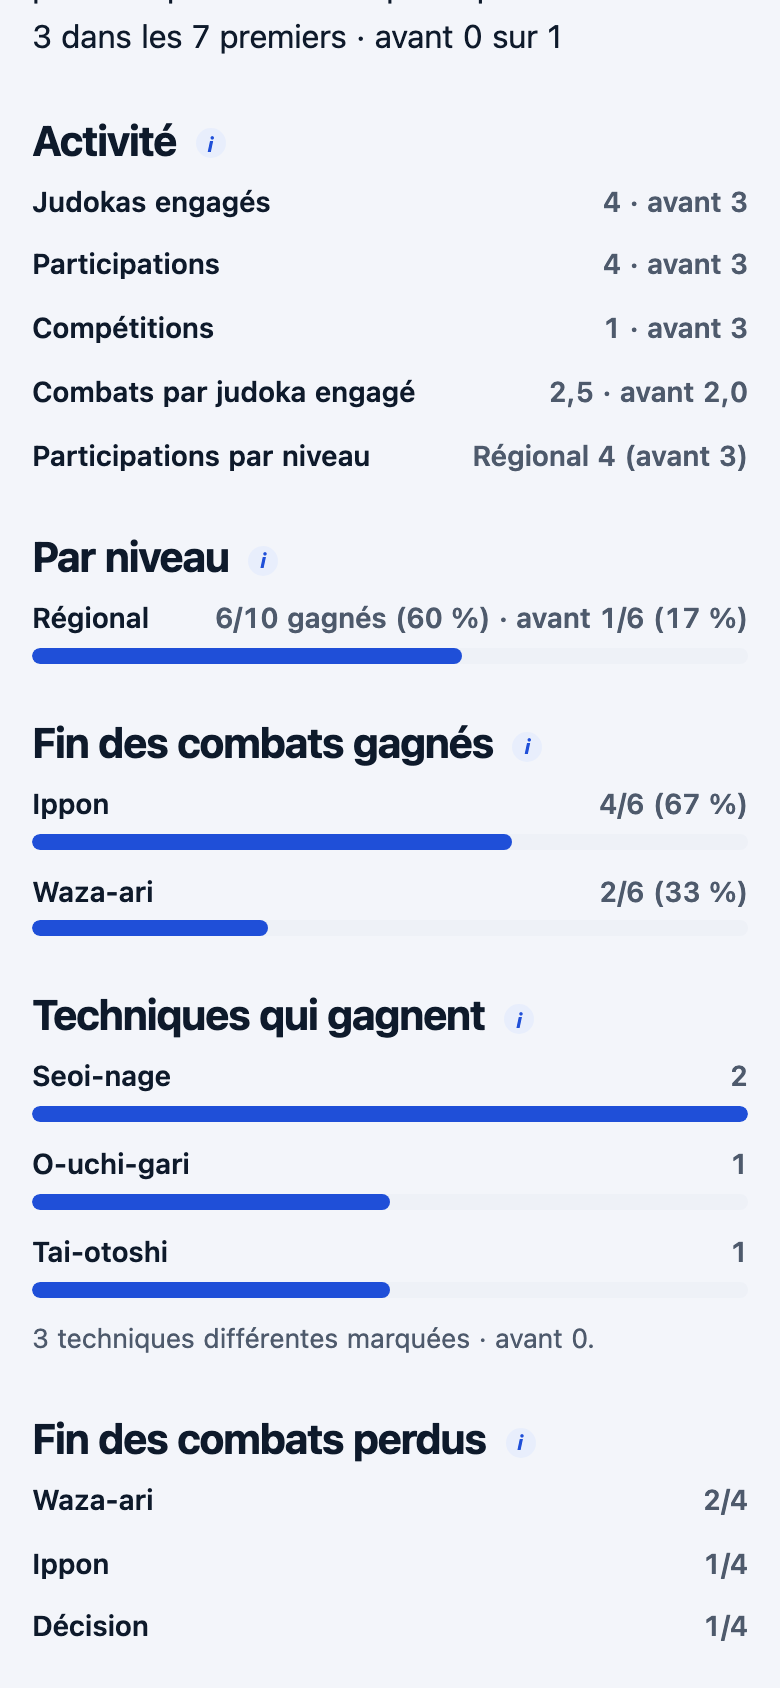 3 dans les 7 premiers · avant 0 sur 1
Activité i
Judokas engagés 4 · avant 3
Participations 4 · avant 3
Compétitions 1 · avant 3
Combats par judoka engagé 2,5 · avant 2,0
Participations par niveau Régional 4 (avant 3)
Par niveau i
Régional 6/10 gagnés (60 %) · avant 1/6 (17 %)
Fin des combats gagnés i
Ippon 4/6 (67 %)
Waza-ari 2/6 (33 %)
Techniques qui gagnent i
Seoi-nage 2
O-uchi-gari 1
Tai-otoshi 1
3 techniques différentes marquées · avant 0.
Fin des combats perdus i
Waza-ari 2/4
Ippon 1/4
Décision 1/4